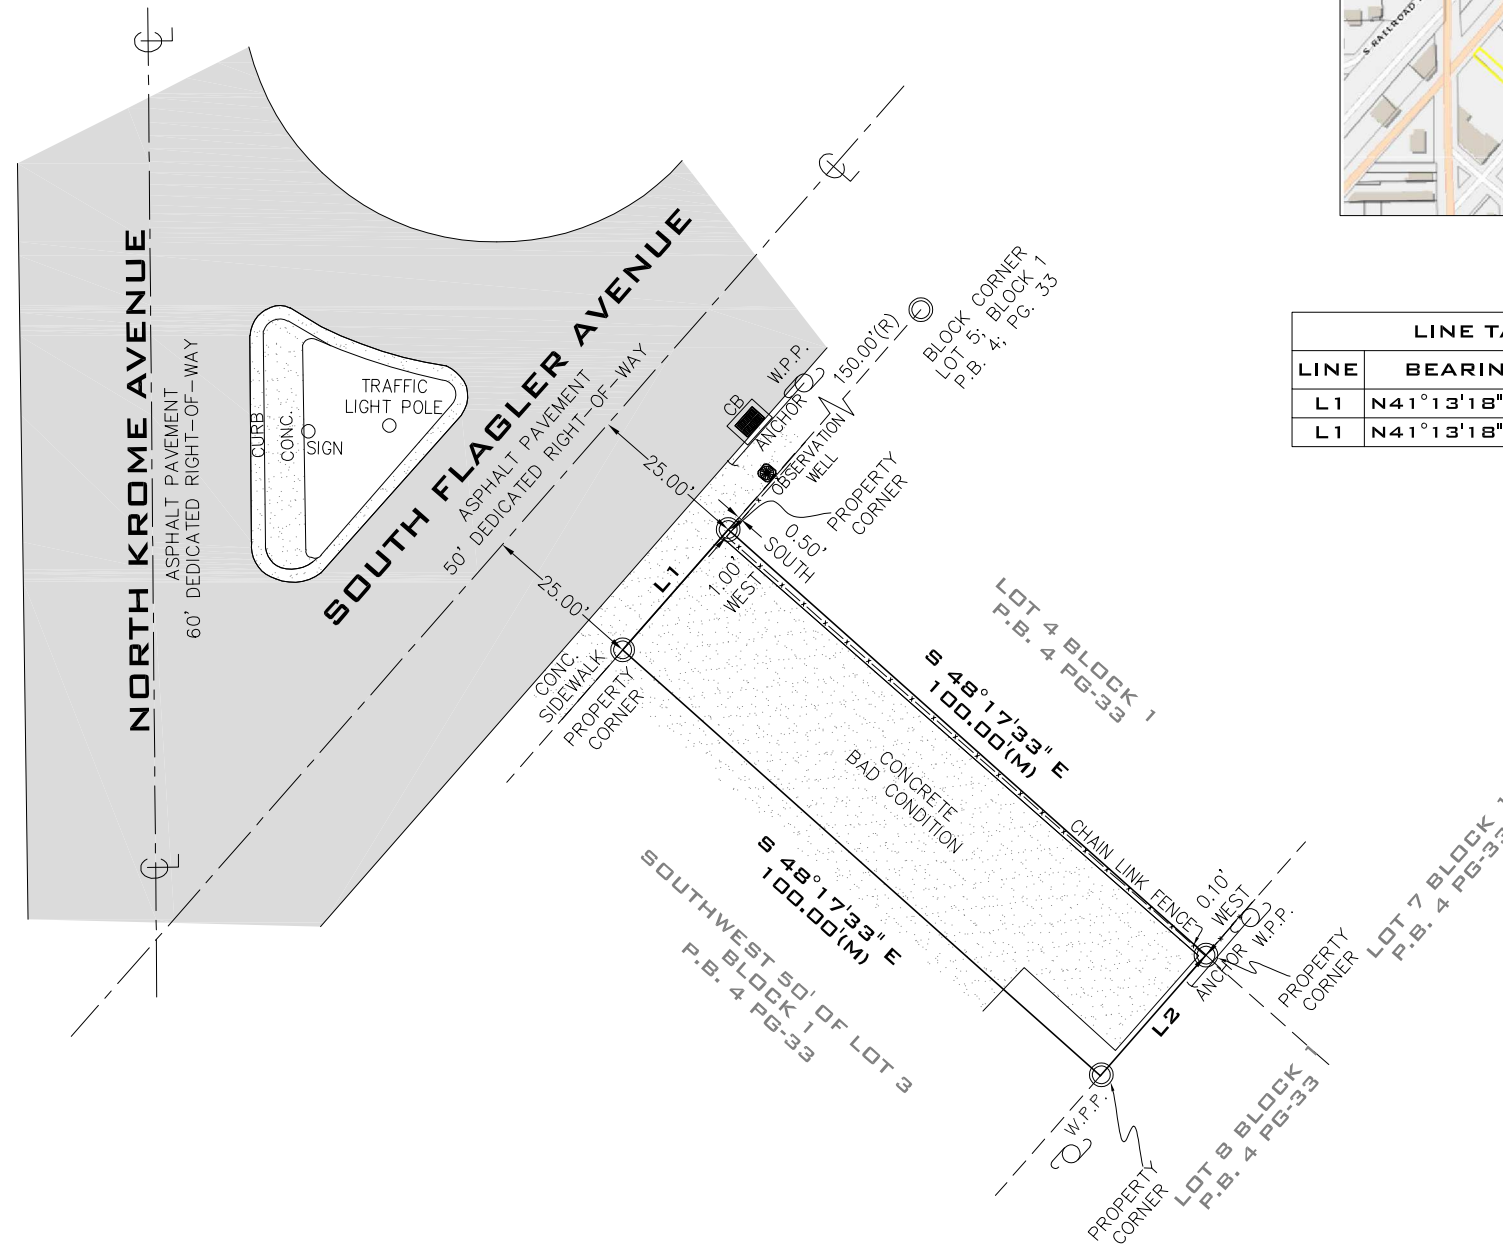 S RAILROAD
NORTH KROME AVENUE
ASPHALT PAVEMENT
60' DEDICATED RIGHT-OF-WAY
CURB
CONC.
SIGN
TRAFFIC
LIGHT POLE
SOUTH FLAGLER AVENUE
ASPHALT PAVEMENT
50' DEDICATED RIGHT-OF-WAY
25.00'
25.00'
CB
W.P.P.
ANCHOR
OBSERVATION
WELL
150.00'(R)
BLOCK CORNER
LOT 5; BLOCK 1
P.B. 4; PG. 33
PROPERTY
CORNER
0.50'
SOUTH
1.00'
WEST
L1
CONC.
SIDEWALK
PROPERTY
CORNER
LINE TA
LINE
BEARIN
L1
N41°13'18"
L1
N41°13'18"
LOT 4 BLOCK 1
P.B. 4 PG-33
S 48°17'33" E
100.00'(M)
CONCRETE
BAD CONDITION
CHAIN LINK FENCE
S 48°17'33" E
100.00'(M)
SOUTHWEST 50' OF LOT 3
BLOCK 1
P.B. 4 PG-33
0.10'
WEST
W.P.P.
ANCHOR
L2
PROPERTY
CORNER
LOT 7 BLOCK 1
P.B. 4 PG-33
LOT 8 BLOCK 1
P.B. 4 PG-33
W.P.P.
PROPERTY
CORNER